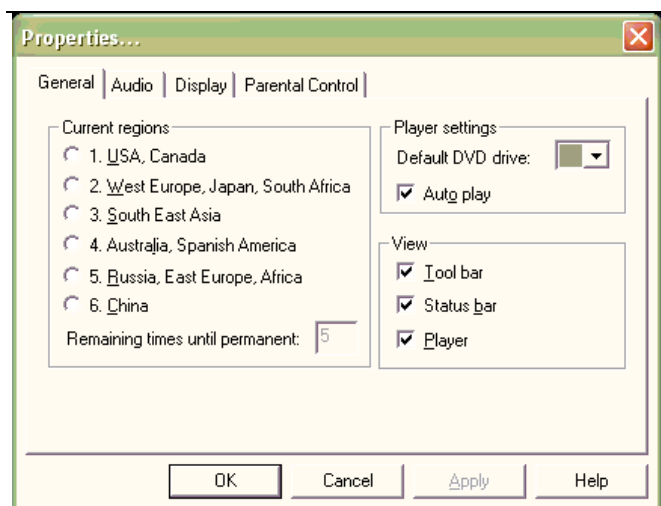 Properties...
General Audio Display Parental Control
Current regions
1. USA, Canada
2. West Europe, Japan, South Africa
3. South East Asia
4. Australia, Spanish America
5. Russia, East Europe, Africa
6. China
Remaining times until permanent: 5
Player settings
Default DVD drive:
Auto play
View
Tool bar
Status bar
Player
OK Cancel Apply Help